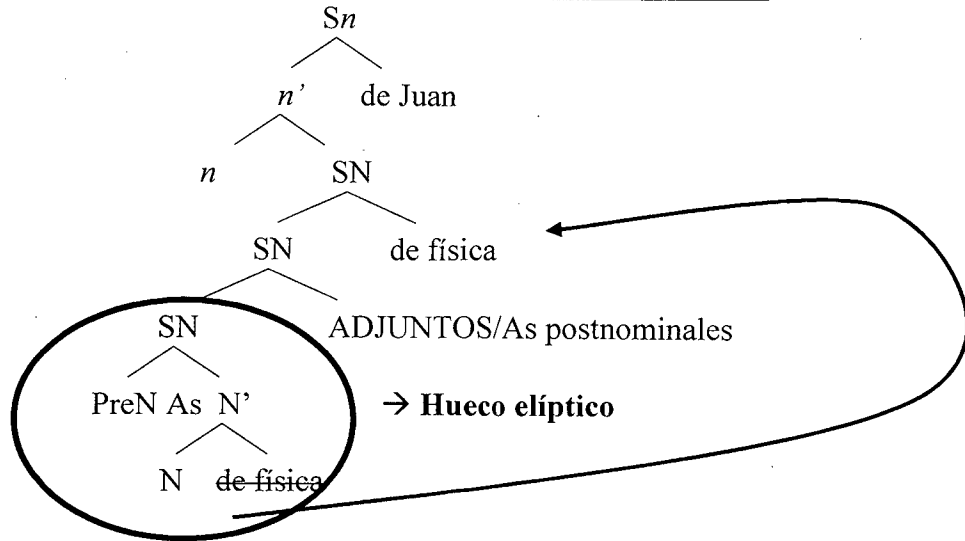 Sn
n' de Juan
n SN
SN de física
SN ADJUNTOS/As postnominales
PreN As N' → Hueco elíptico
N de física